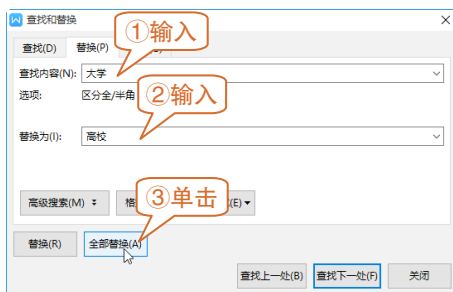 查找和替换
①输入
查找(D) 替换(P)
查找内容(N): 大学
选项: 区分全/半角
②输入
替换为(I): 高校
③单击
高级搜索(M) 格 (E)
替换(R) 全部替换(A)
查找上一处(B) 查找下一处(F) 关闭